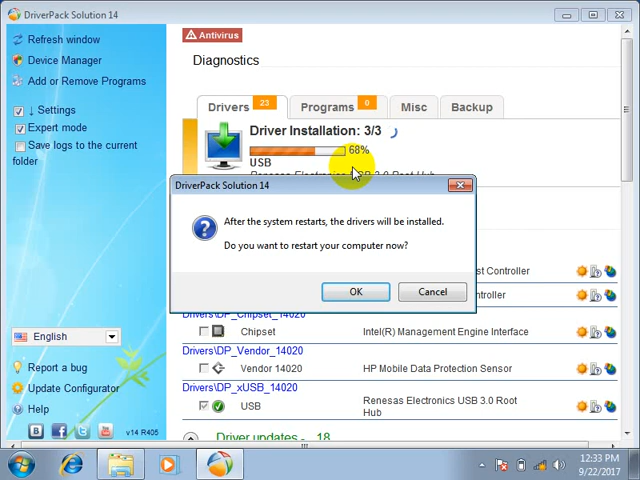 DriverPack Solution 14
Refresh window
Device Manager
Add or Remove Programs
↓ Settings
Expert mode
Save logs to the current
folder
English
Report a bug
Update Configurator
Help
v14 R405
Antivirus
Diagnostics
Drivers 23
Programs 0
Misc
Backup
Driver Installation: 3/3
68%
USB
DriverPack Solution 14
After the system restarts, the drivers will be installed.
Do you want to restart your computer now?
OK
Cancel
Controller
Drivers\DP_Chipset_14020
Chipset
Intel(R) Management Engine Interface
Drivers\DP_Vendor_14020
Vendor 14020
HP Mobile Data Protection Sensor
Drivers\DP_xUSB_14020
USB
Renesas Electronics USB 3.0 Root
Hub
Driver updates - 18
12:33 PM
9/22/2017